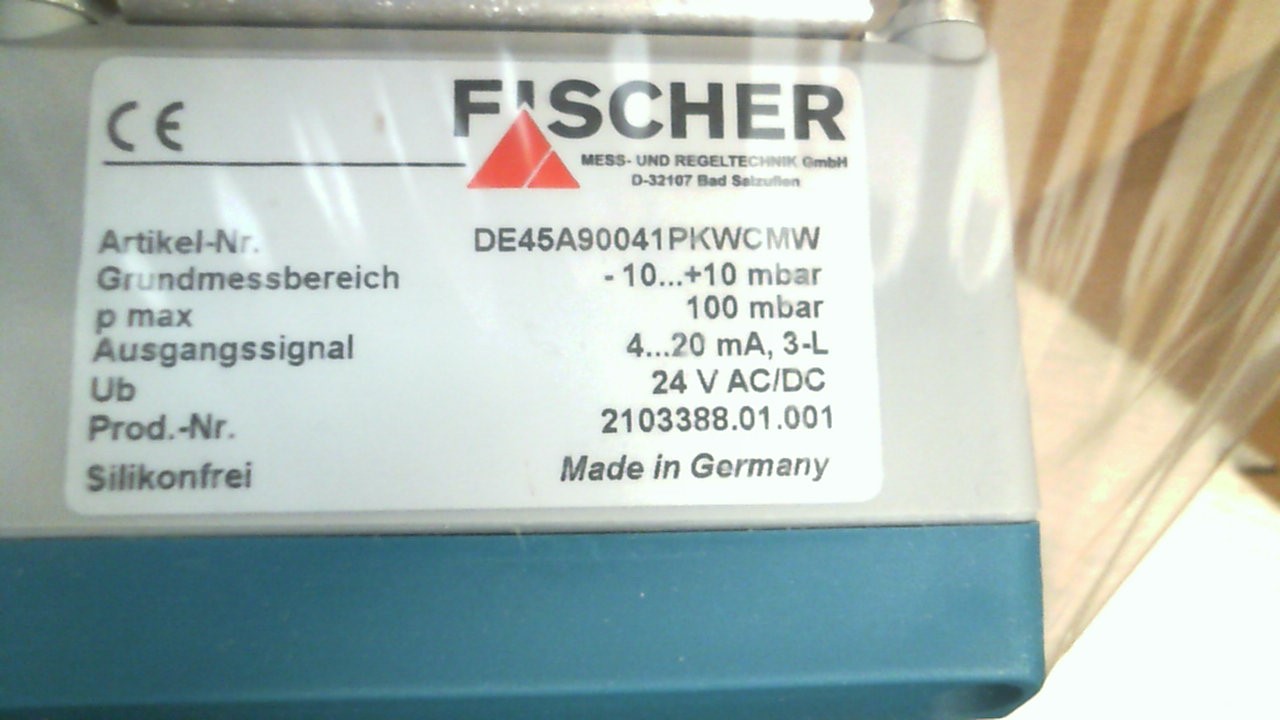 CE
FISCHER
MESS- UND REGELTECHNIK GmbH
D-32107 Bad Salzuflen
Artikel-Nr. DE45A90041PKWCMW
Grundmessbereich - 10...+10 mbar
p max 100 mbar
Ausgangssignal 4...20 mA, 3-L
Ub 24 V AC/DC
Prod.-Nr. 2103388.01.001
Silikonfrei Made in Germany